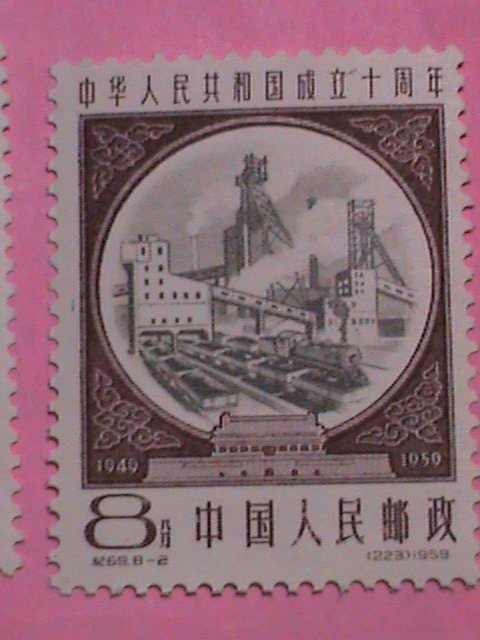 中华人民共和国成立十周年
1949 1959
8分 中国人民邮政
纪69.8-2 (223)1959